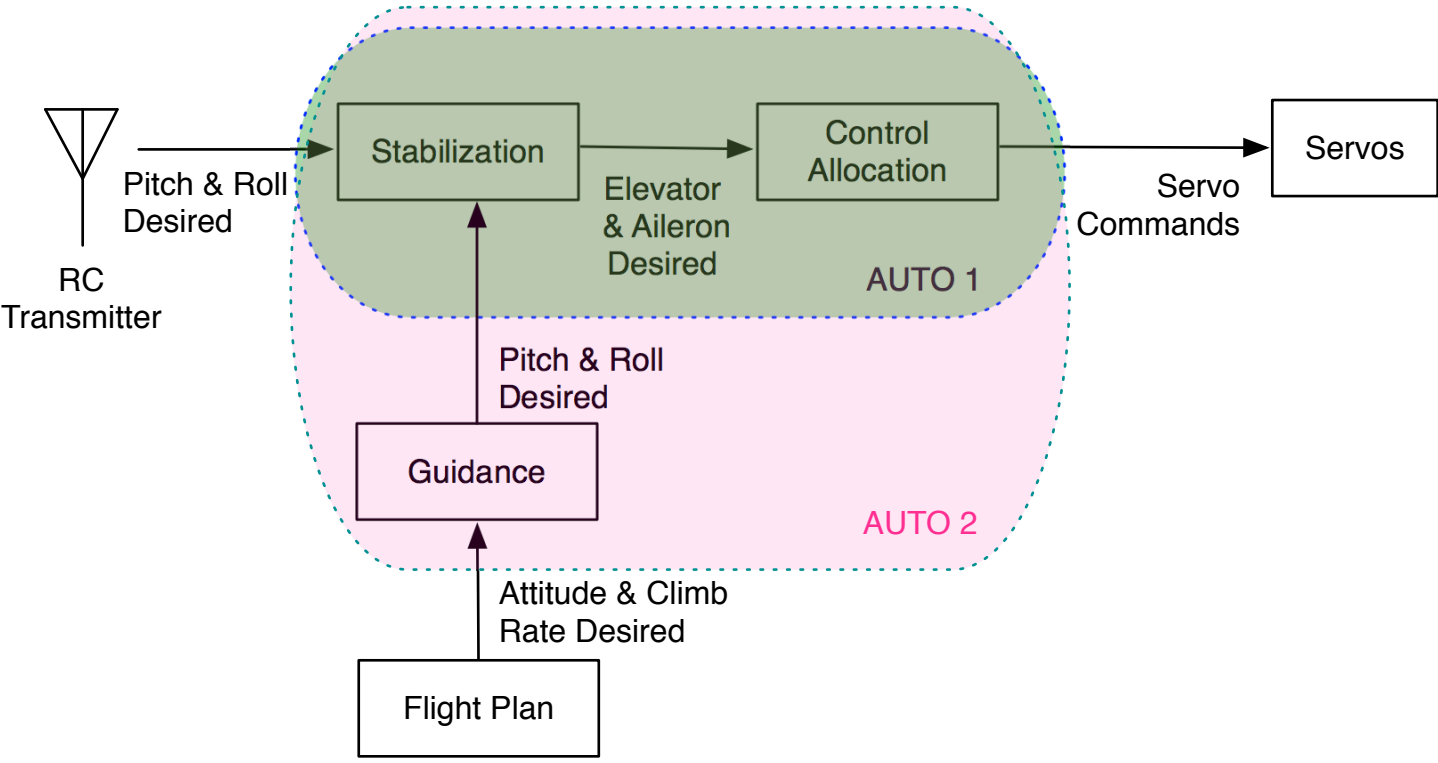 Stabilization
Control
Allocation
Servos
Pitch & Roll
Desired
Elevator
& Aileron
Desired
Servo
Commands
RC
Transmitter
AUTO 1
Pitch & Roll
Desired
Guidance
AUTO 2
Attitude & Climb
Rate Desired
Flight Plan